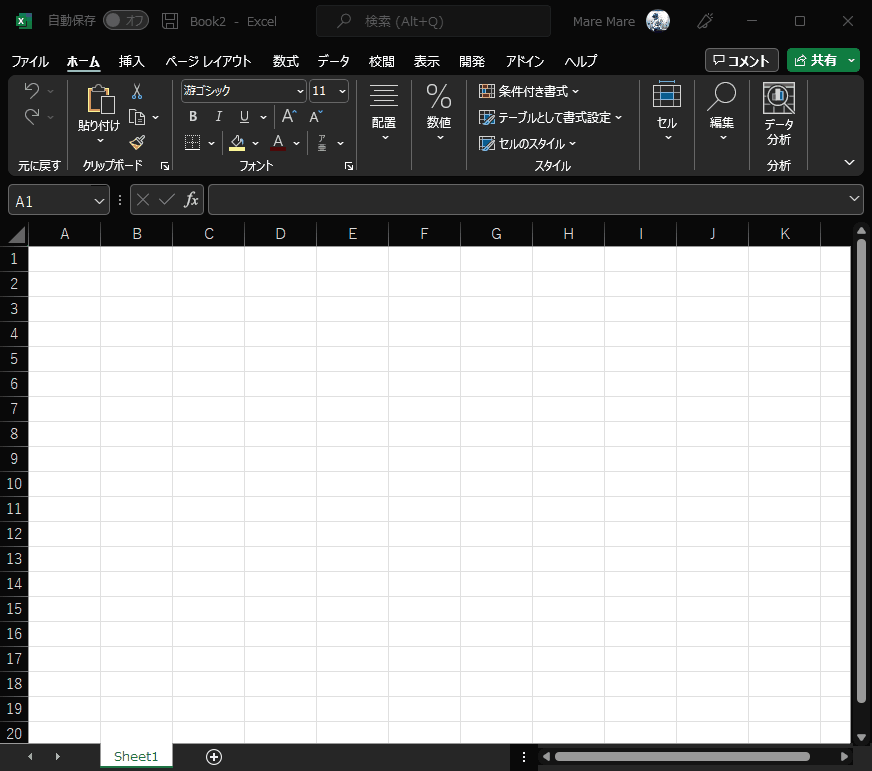 自動保存 オフ Book2 - Excel 検索 (Alt+Q) Mare Mare
ファイル ホーム 挿入 ページ レイアウト 数式 データ 校閲 表示 開発 アドイン ヘルプ コメント 共有
元に戻す
貼り付け
クリップボード
游ゴシック 11
B I U A A
A ア 亜
フォント
配置
% 数値
条件付き書式
テーブルとして書式設定
セルのスタイル
スタイル
セル
編集
データ
分析
分析
A1 fx
A B C D E F G H I J K
1
2
3
4
5
6
7
8
9
10
11
12
13
14
15
16
17
18
19
20
Sheet1